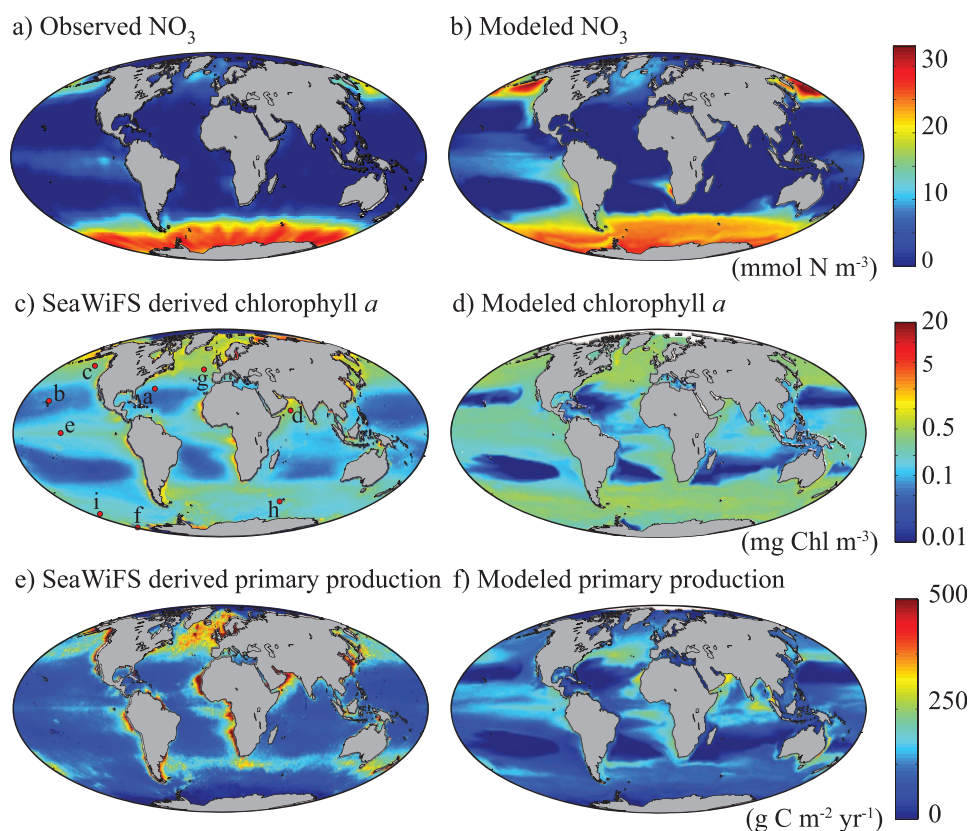 a) Observed NO₃
b) Modeled NO₃
30
20
10
0
(mmol N m⁻³)
c) SeaWiFS derived chlorophyll a
d) Modeled chlorophyll a
c
g
b
a
d
e
i
f
h
20
5
0.5
0.1
0.01
(mg Chl m⁻³)
e) SeaWiFS derived primary production
f) Modeled primary production
500
250
0
(g C m⁻² yr⁻¹)